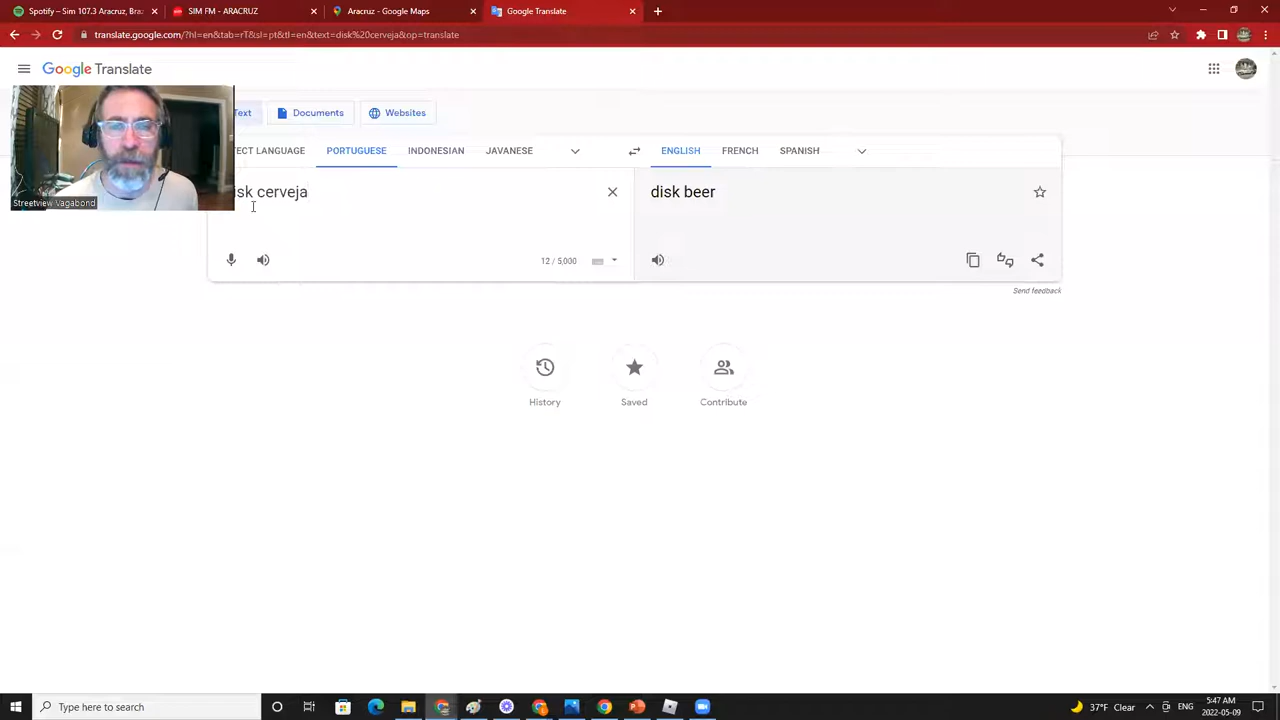 Spotify – Sim 107.3 Aracruz, Bra
SIM FM - ARACRUZ
Aracruz - Google Maps
Google Translate
translate.google.com/?hl=en&tab=rT&sl=pt&tl=en&text=disk%20cerveja&op=translate
Google Translate
Text
Documents
Websites
ECT LANGUAGE
PORTUGUESE
INDONESIAN
JAVANESE
ENGLISH
FRENCH
SPANISH
Streetview Vagabond
isk cerveja
disk beer
12 / 5,000
Send feedback
History
Saved
Contribute
Type here to search
37°F Clear
ENG
5:47 AM
2022-05-09